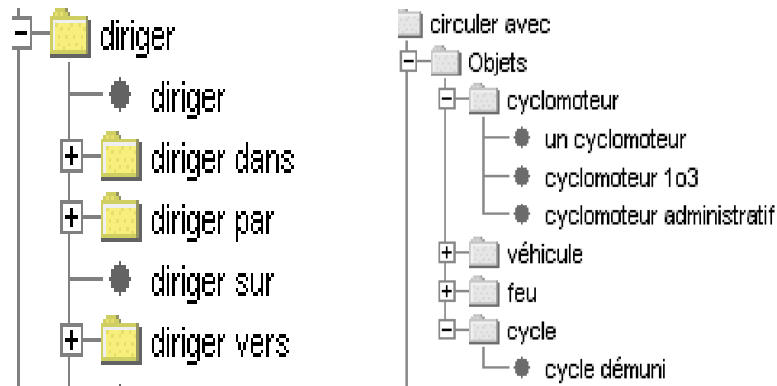 diriger
diriger
diriger dans
diriger par
diriger sur
diriger vers
circuler avec
Objets
cyclomoteur
un cyclomoteur
cyclomoteur 1o3
cyclomoteur administratif
véhicule
feu
cycle
cycle démuni